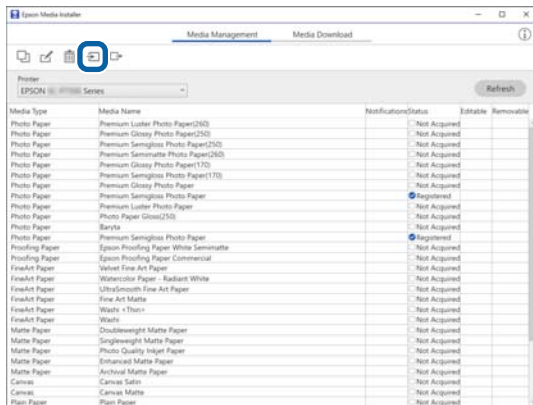 Epson Media Installer
Media Management Media Download
Printer
EPSON Series
Refresh
Media Type Media Name Notifications Status Editable Removable
Photo Paper Premium Luster Photo Paper(260) Not Acquired
Photo Paper Premium Glossy Photo Paper(250) Not Acquired
Photo Paper Premium Semigloss Photo Paper(250) Not Acquired
Photo Paper Premium Semimatte Photo Paper(260) Not Acquired
Photo Paper Premium Glossy Photo Paper(170) Not Acquired
Photo Paper Premium Semigloss Photo Paper(170) Not Acquired
Photo Paper Premium Glossy Photo Paper Not Acquired
Photo Paper Premium Semigloss Photo Paper Registered
Photo Paper Premium Luster Photo Paper Not Acquired
Photo Paper Photo Paper Gloss(250) Not Acquired
Photo Paper Baryta Not Acquired
Photo Paper Premium Semigloss Photo Paper Registered
Proofing Paper Epson Proofing Paper White Semimatte Not Acquired
Proofing Paper Epson Proofing Paper Commercial Not Acquired
FineArt Paper Velvet Fine Art Paper Not Acquired
FineArt Paper Watercolor Paper - Radiant White Not Acquired
FineArt Paper UltraSmooth Fine Art Paper Not Acquired
FineArt Paper Fine Art Matte Not Acquired
FineArt Paper Washi <Thin> Not Acquired
FineArt Paper Washi Not Acquired
Matte Paper Doubleweight Matte Paper Not Acquired
Matte Paper Singleweight Matte Paper Not Acquired
Matte Paper Photo Quality Inkjet Paper Not Acquired
Matte Paper Enhanced Matte Paper Not Acquired
Matte Paper Archival Matte Paper Not Acquired
Canvas Canvas Satin Not Acquired
Canvas Canvas Matte Not Acquired
Plain Paper Plain Paper Not Acquired